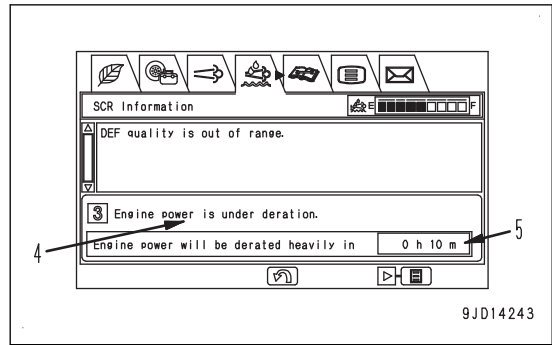 SCR Information
E F
DEF quality is out of range.
3 Engine power is under deration.
4
Engine power will be derated heavily in 0 h 10 m
5
9JD14243